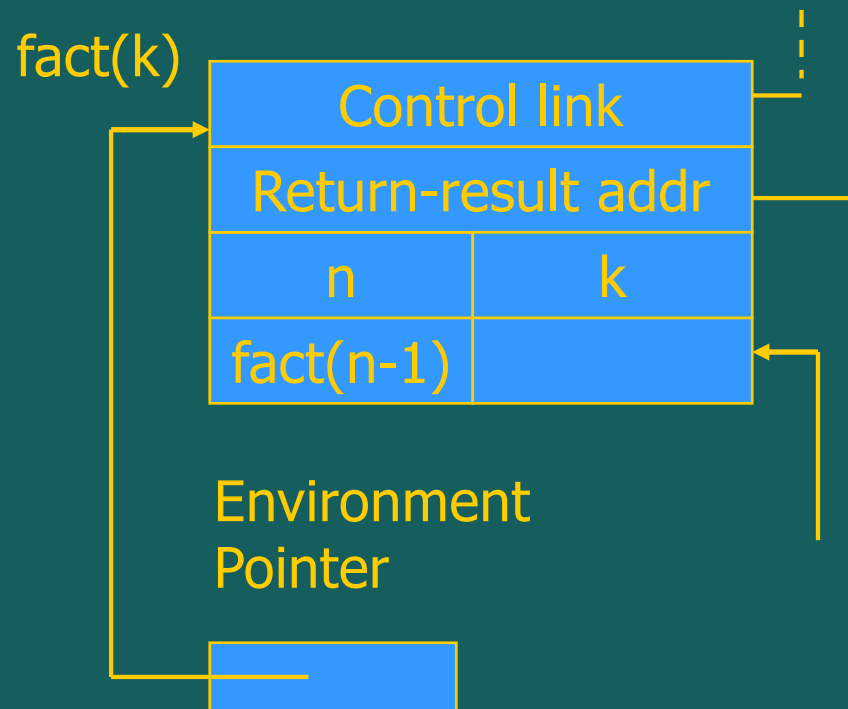 fact(k)
Control link
Return-result addr
n k
fact(n-1)
Environment
Pointer